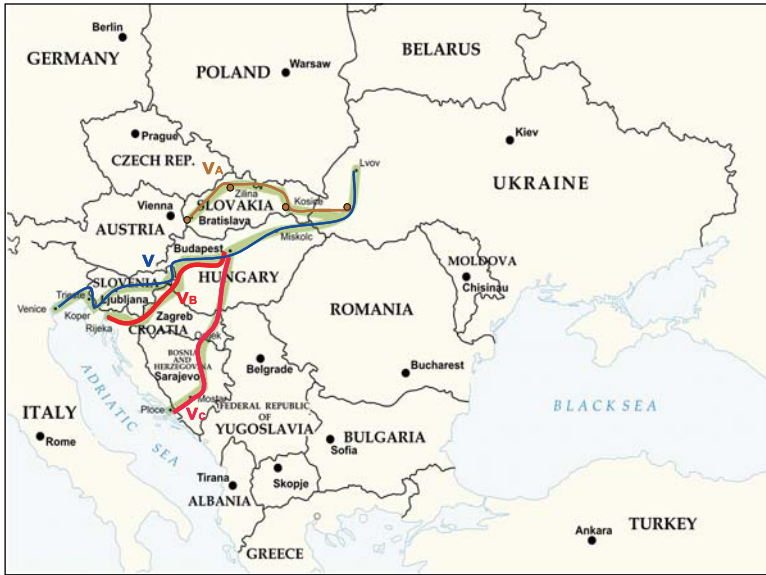 Berlin
GERMANY
POLAND
Warsaw
BELARUS
Prague
CZECH REP.
Kiev
UKRAINE
Lvov
VA
Zilina
SLOVAKIA
Kosice
Vienna
Bratislava
AUSTRIA
Miskolc
Budapest
V
HUNGARY
MOLDOVA
Chisinau
SLOVENIA
Trieste
Ljubljana
VB
Venice
Koper
Rijeka
Zagreb
CROATIA
ROMANIA
BOSNIA
AND
HERZEGOVINA
Sarajevo
Belgrade
Bucharest
ADRIATIC SEA
Mostar
Ploce
VC
FEDERAL REPUBLIC
OF
YUGOSLAVIA
BLACK SEA
ITALY
Rome
BULGARIA
Sofia
Tirana
Skopje
ALBANIA
GREECE
Ankara
TURKEY